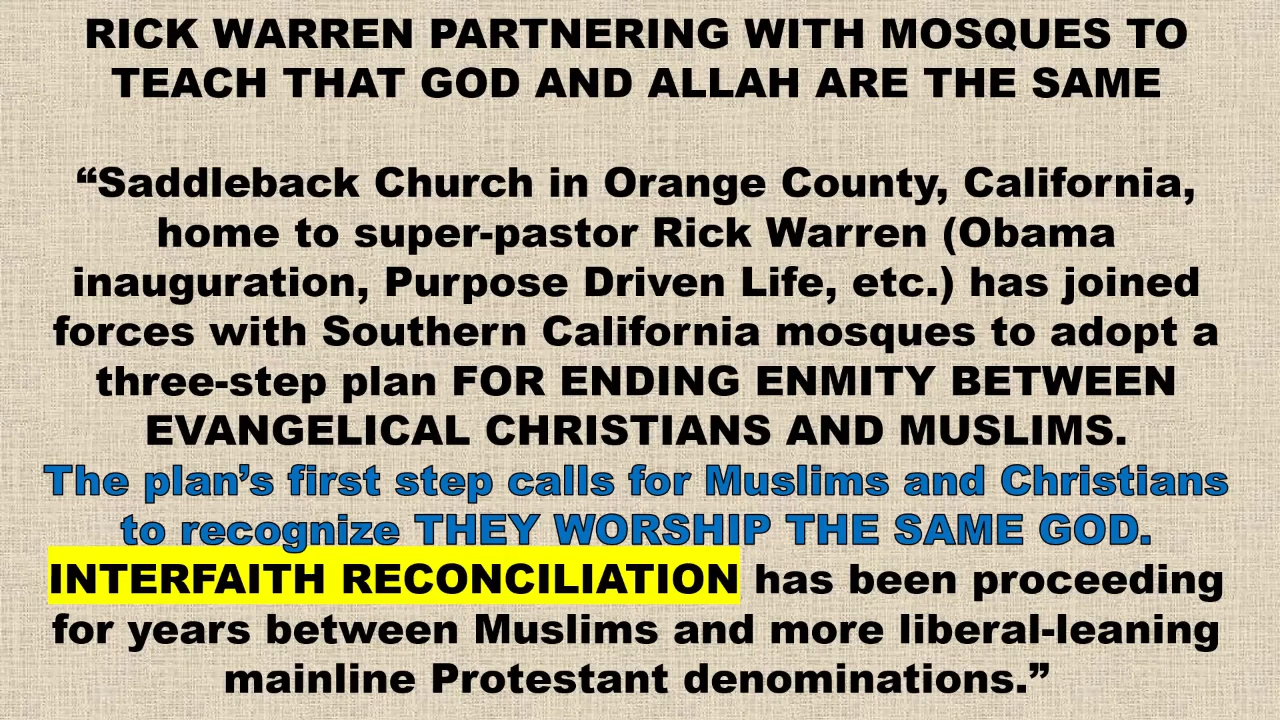 RICK WARREN PARTNERING WITH MOSQUES TO
TEACH THAT GOD AND ALLAH ARE THE SAME
“Saddleback Church in Orange County, California,
home to super-pastor Rick Warren (Obama
inauguration, Purpose Driven Life, etc.) has joined
forces with Southern California mosques to adopt a
three-step plan FOR ENDING ENMITY BETWEEN
EVANGELICAL CHRISTIANS AND MUSLIMS.
The plan’s first step calls for Muslims and Christians
to recognize THEY WORSHIP THE SAME GOD.
INTERFAITH RECONCILIATION has been proceeding
for years between Muslims and more liberal-leaning
mainline Protestant denominations.”